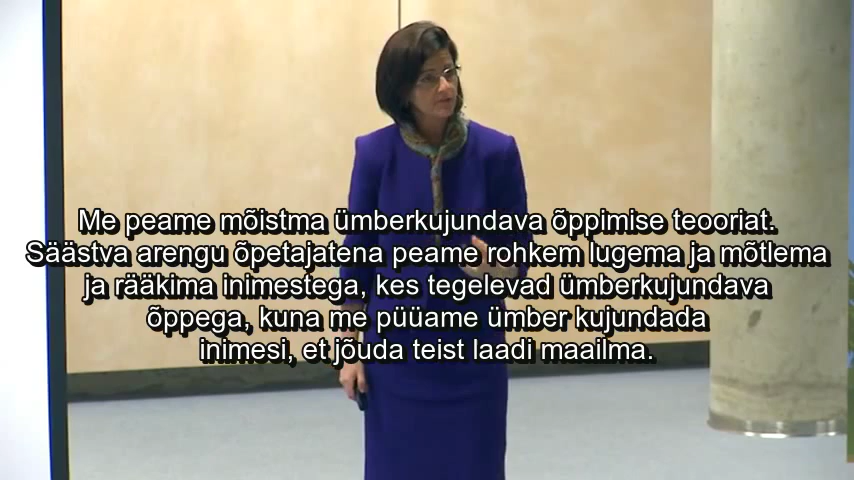 Me peame mõistma ümberkujundava õppimise teooriat.
Säästva arengu õpetajatena peame rohkem lugema ja mõtlema
ja rääkima inimestega, kes tegelevad ümberkujundava
õppega, kuna me püüame ümber kujundada
inimesi, et jõuda teist laadi maailma.